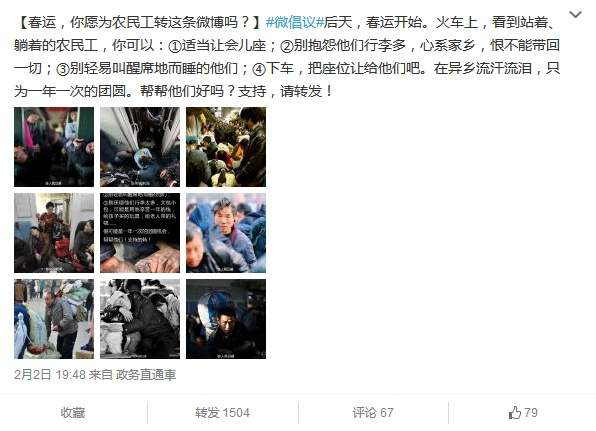 【春运，你愿为农民工转这条微博吗？】#微倡议#后天，春运开始。火车上，看到站着、
躺着的农民工，你可以：①适当让会儿座；②别抱怨他们行李多，心系家乡，恨不能带回
一切；③别轻易叫醒席地而睡的他们；④下车，把座位让给他们吧。在异乡流汗流泪，只
为一年一次的团圆。帮帮他们好吗？支持，请转发！
2月2日 19:48 来自 政务直通車
收藏
转发 1504
评论 67
79